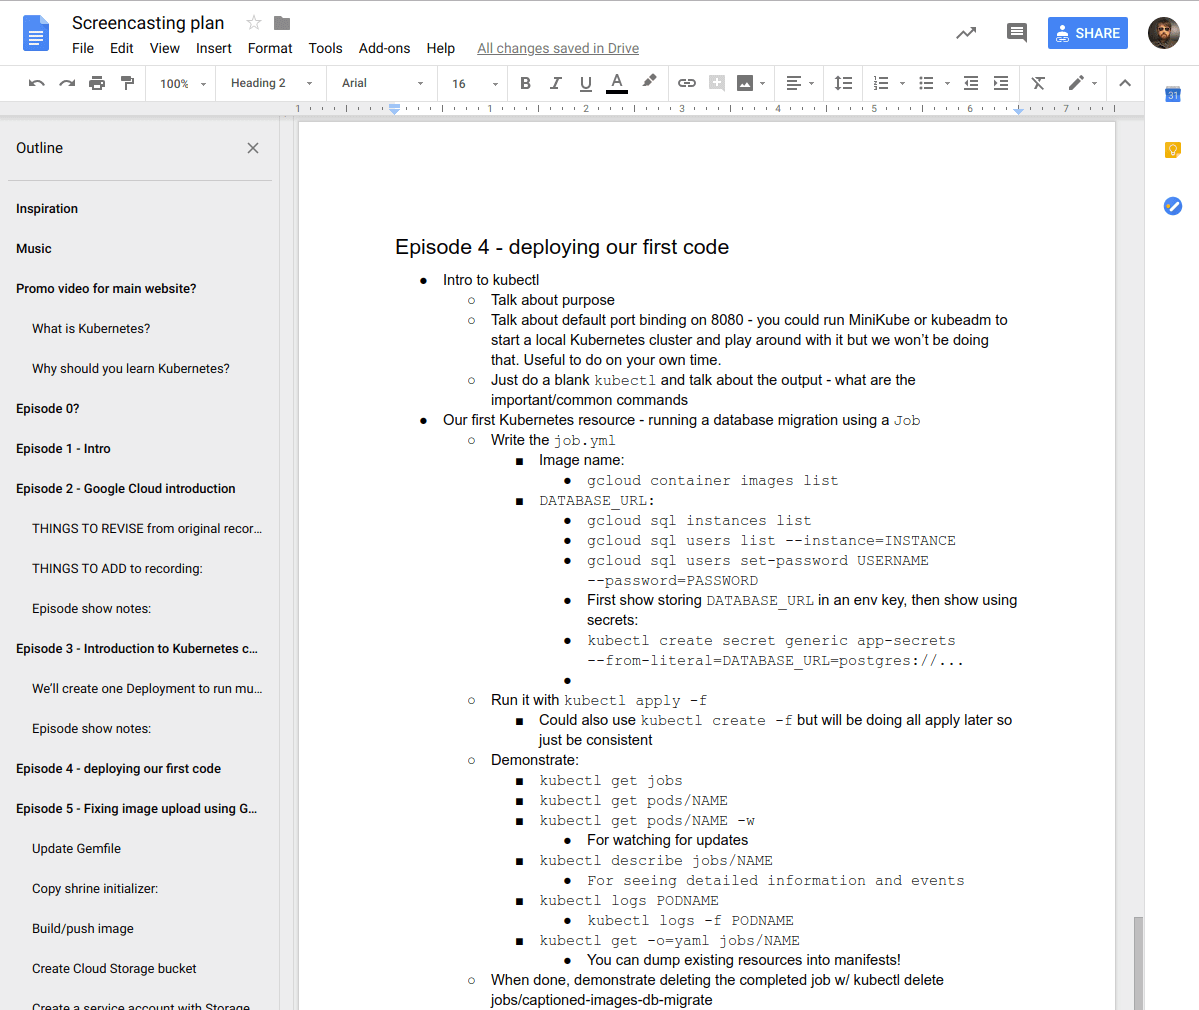 Screencasting plan
File Edit View Insert Format Tools Add-ons Help All changes saved in Drive
SHARE
100% Heading 2 Arial 16 B I U A
31
1 1 2 3 4 5 6 7
Outline
Inspiration
Music
Promo video for main website?
What is Kubernetes?
Why should you learn Kubernetes?
Episode 0?
Episode 1 - Intro
Episode 2 - Google Cloud introduction
THINGS TO REVISE from original recor...
THINGS TO ADD to recording:
Episode show notes:
Episode 3 - Introduction to Kubernetes c...
We'll create one Deployment to run mu...
Episode show notes:
Episode 4 - deploying our first code
Episode 5 - Fixing image upload using G...
Update Gemfile
Copy shrine initializer:
Build/push image
Create Cloud Storage bucket
Create a service account with Storage
Episode 4 - deploying our first code
● Intro to kubectl
○ Talk about purpose
○ Talk about default port binding on 8080 - you could run MiniKube or kubeadm to
start a local Kubernetes cluster and play around with it but we won't be doing
that. Useful to do on your own time.
○ Just do a blank kubectl and talk about the output - what are the
important/common commands
● Our first Kubernetes resource - running a database migration using a Job
○ Write the job.yml
■ Image name:
● gcloud container images list
■ DATABASE_URL:
● gcloud sql instances list
● gcloud sql users list --instance=INSTANCE
● gcloud sql users set-password USERNAME
--password=PASSWORD
● First show storing DATABASE_URL in an env key, then show using
secrets:
● kubectl create secret generic app-secrets
--from-literal=DATABASE_URL=postgres://...
●
○ Run it with kubectl apply -f
■ Could also use kubectl create -f but will be doing all apply later so
just be consistent
○ Demonstrate:
■ kubectl get jobs
■ kubectl get pods/NAME
■ kubectl get pods/NAME -w
● For watching for updates
■ kubectl describe jobs/NAME
● For seeing detailed information and events
■ kubectl logs PODNAME
● kubectl logs -f PODNAME
■ kubectl get -o=yaml jobs/NAME
● You can dump existing resources into manifests!
○ When done, demonstrate deleting the completed job w/ kubectl delete
jobs/captioned-images-db-migrate